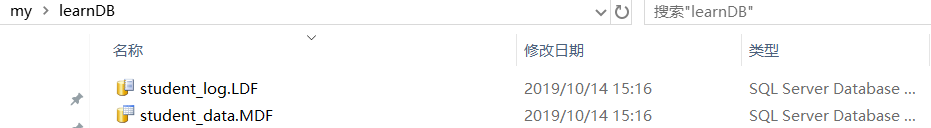 my > learnDB
搜索"learnDB"
名称 修改日期 类型
student_log.LDF 2019/10/14 15:16 SQL Server Database ...
student_data.MDF 2019/10/14 15:16 SQL Server Database ...